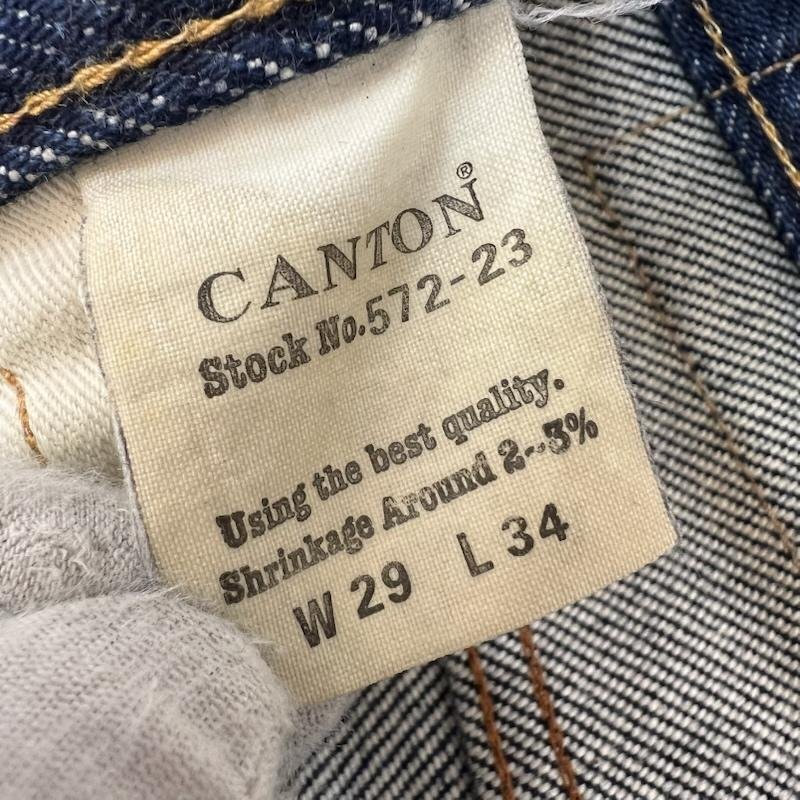 CANTON®
Stock No.572-23
Using the best quality.
Shrinkage Around 2~3%
W 29 L 34